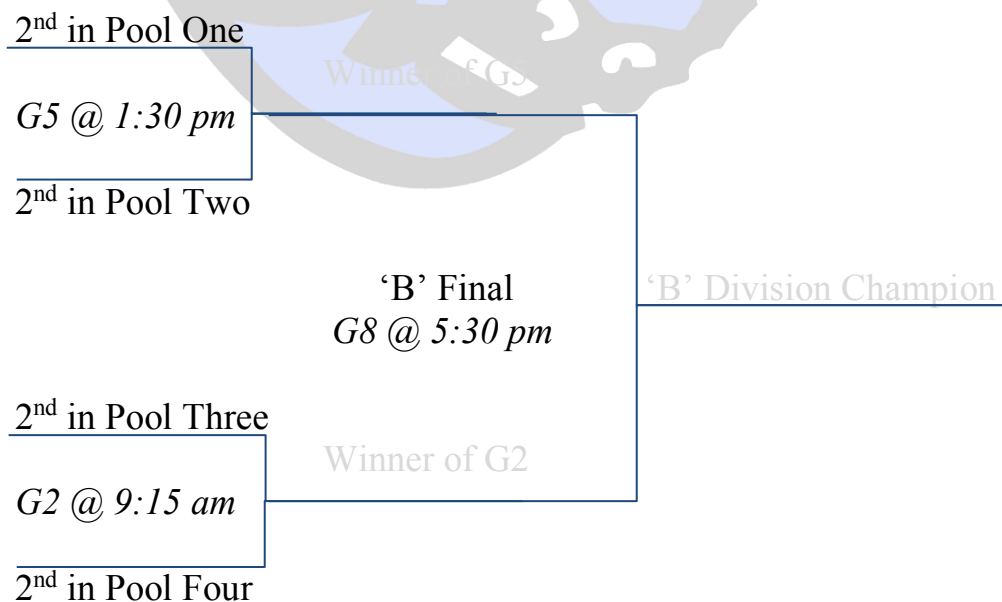 2nd in Pool One
Winner of G5
G5 @ 1:30 pm
2nd in Pool Two
‘B’ Final
‘B’ Division Champion
G8 @ 5:30 pm
2nd in Pool Three
Winner of G2
G2 @ 9:15 am
2nd in Pool Four